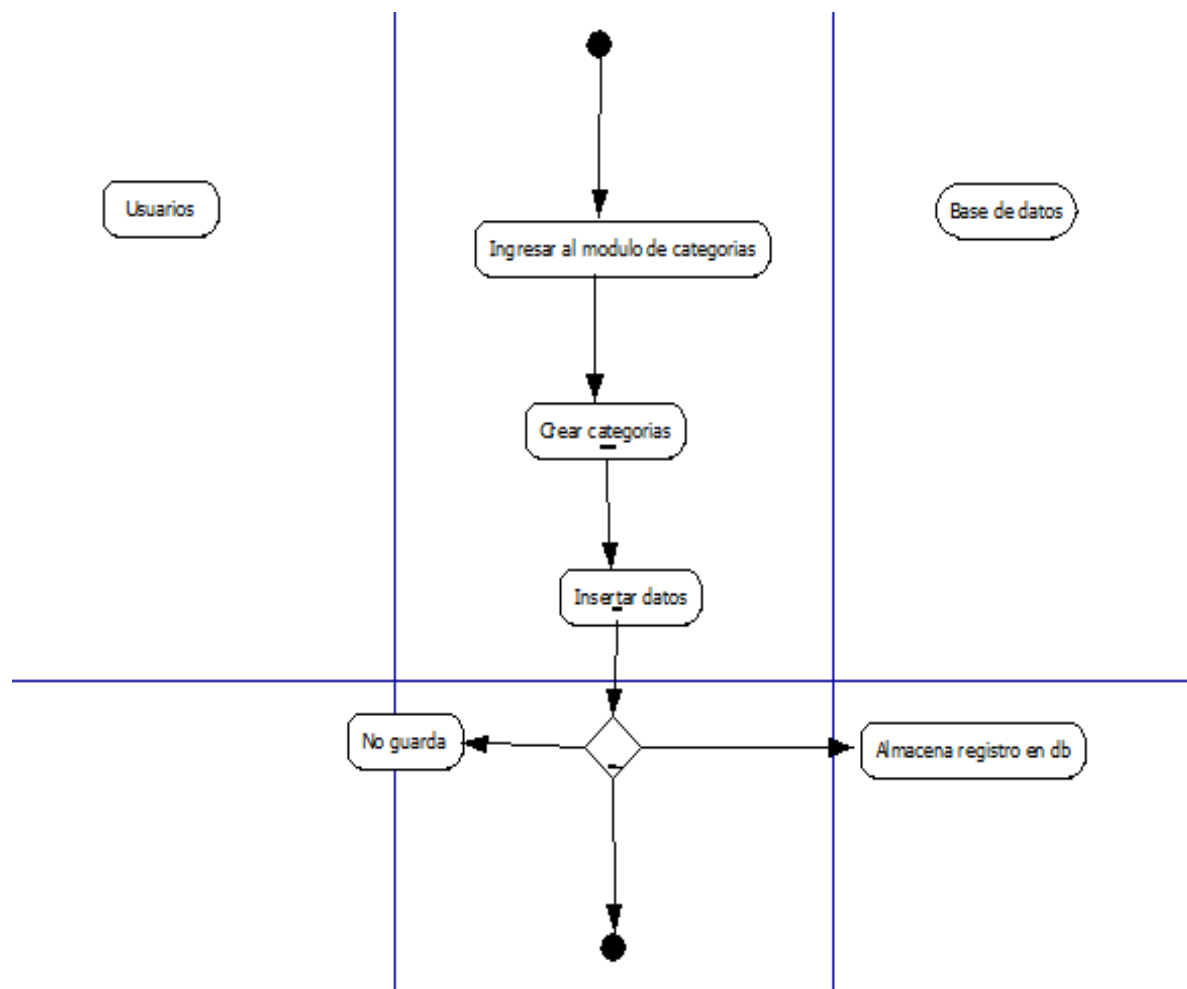 Usuarios
Base de datos
Ingresar al modulo de categorias
Crear categorias
Insertar datos
No guarda
Almacena registro en db